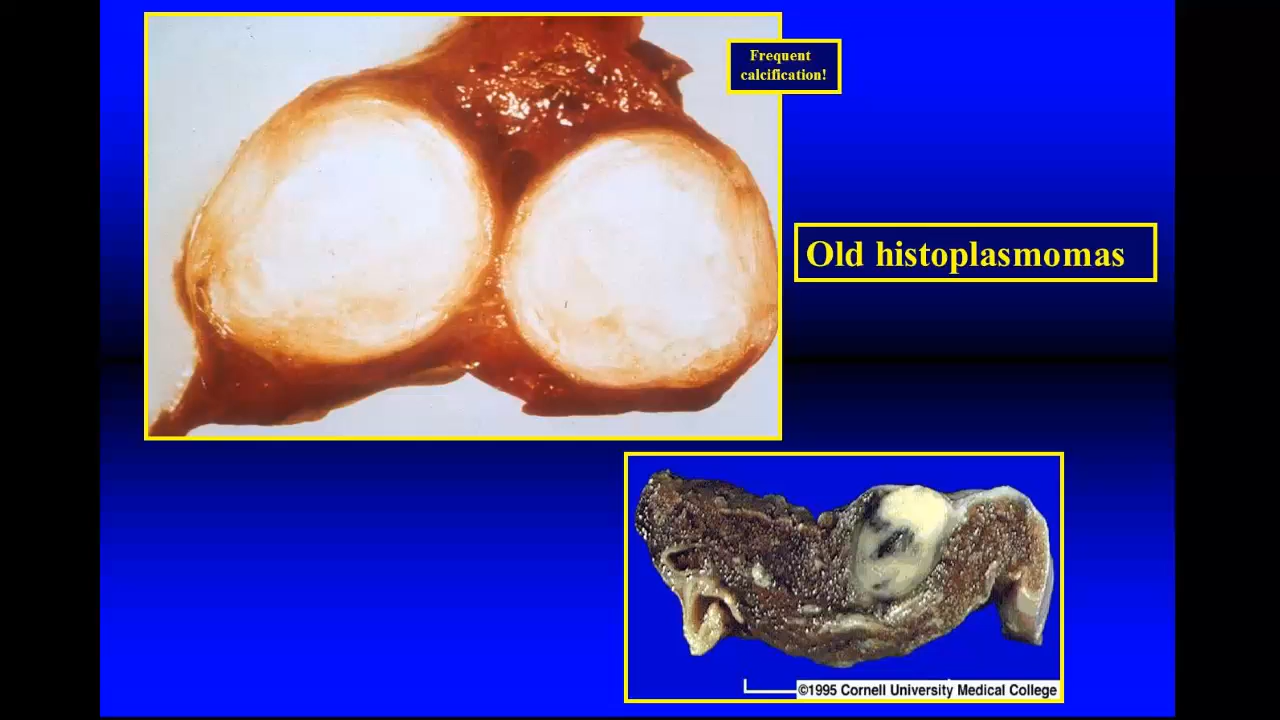 Frequent
calcification!
Old histoplasmomas
©1995 Cornell University Medical College